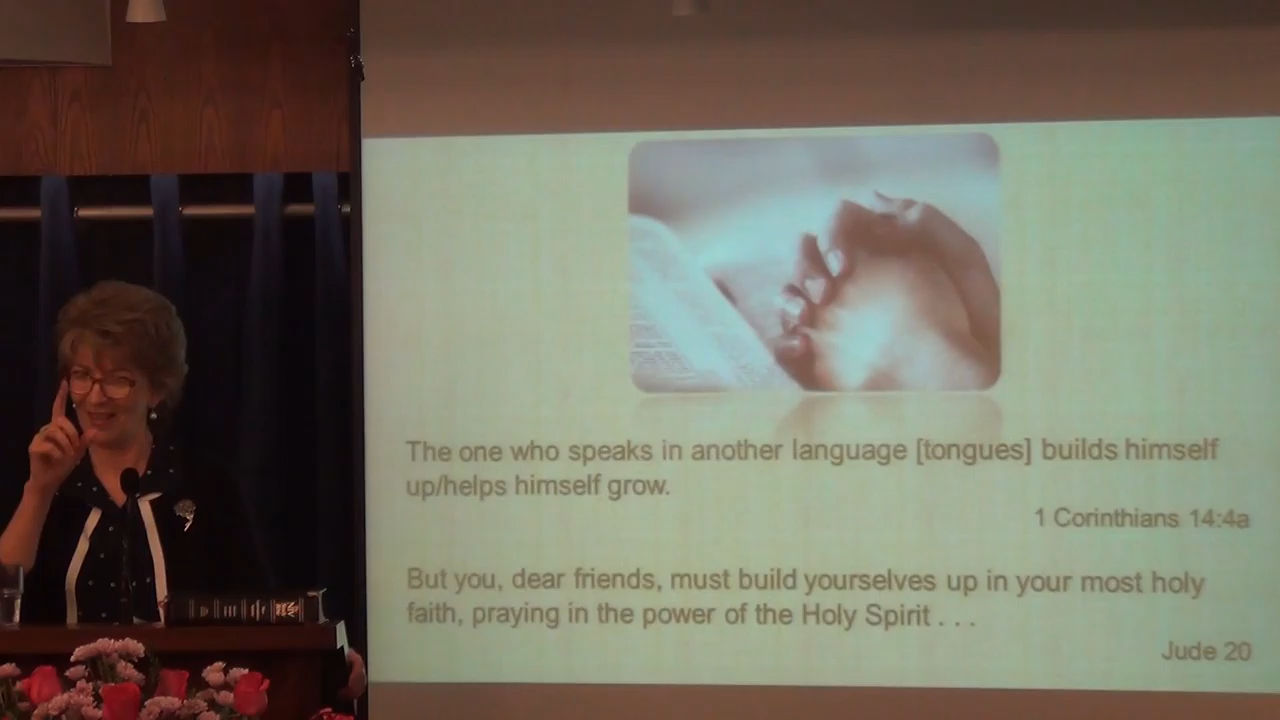 The one who speaks in another language [tongues] builds himself
up/helps himself grow.
1 Corinthians 14:4a
But you, dear friends, must build yourselves up in your most holy
faith, praying in the power of the Holy Spirit . . .
Jude 20